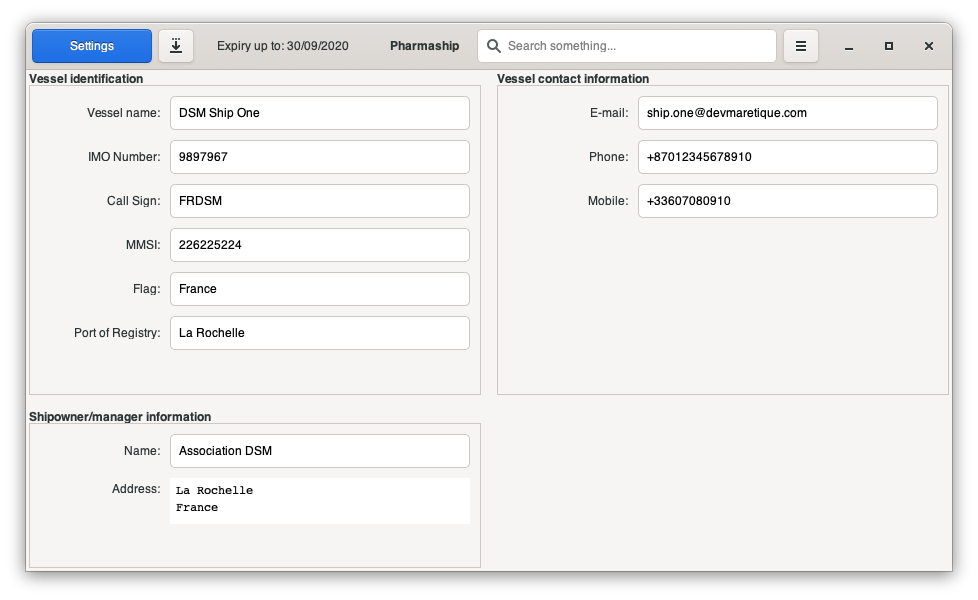 Settings
Expiry up to: 30/09/2020
Pharmaship
Search something...
Vessel identification
Vessel name: DSM Ship One
IMO Number: 9897967
Call Sign: FRDSM
MMSI: 226225224
Flag: France
Port of Registry: La Rochelle
Vessel contact information
E-mail: ship.one@devmaretique.com
Phone: +87012345678910
Mobile: +33607080910
Shipowner/manager information
Name: Association DSM
Address: La Rochelle
France